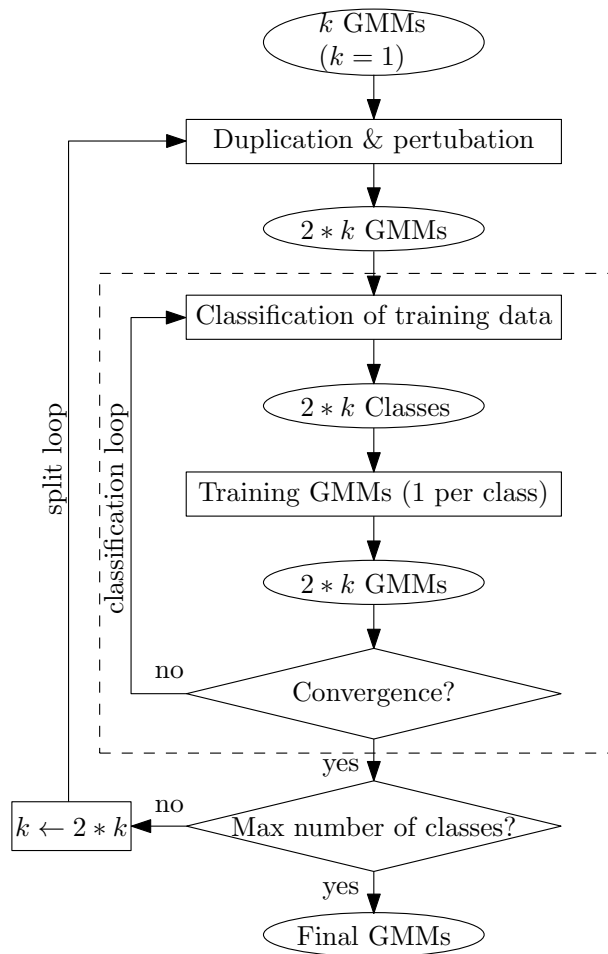 k GMMs
(k = 1)
Duplication & pertubation
2 ∗ k GMMs
Classification of training data
2 ∗ k Classes
split loop
classification loop
Training GMMs (1 per class)
2 ∗ k GMMs
no
Convergence?
yes
no
k ← 2 ∗ k
Max number of classes?
yes
Final GMMs